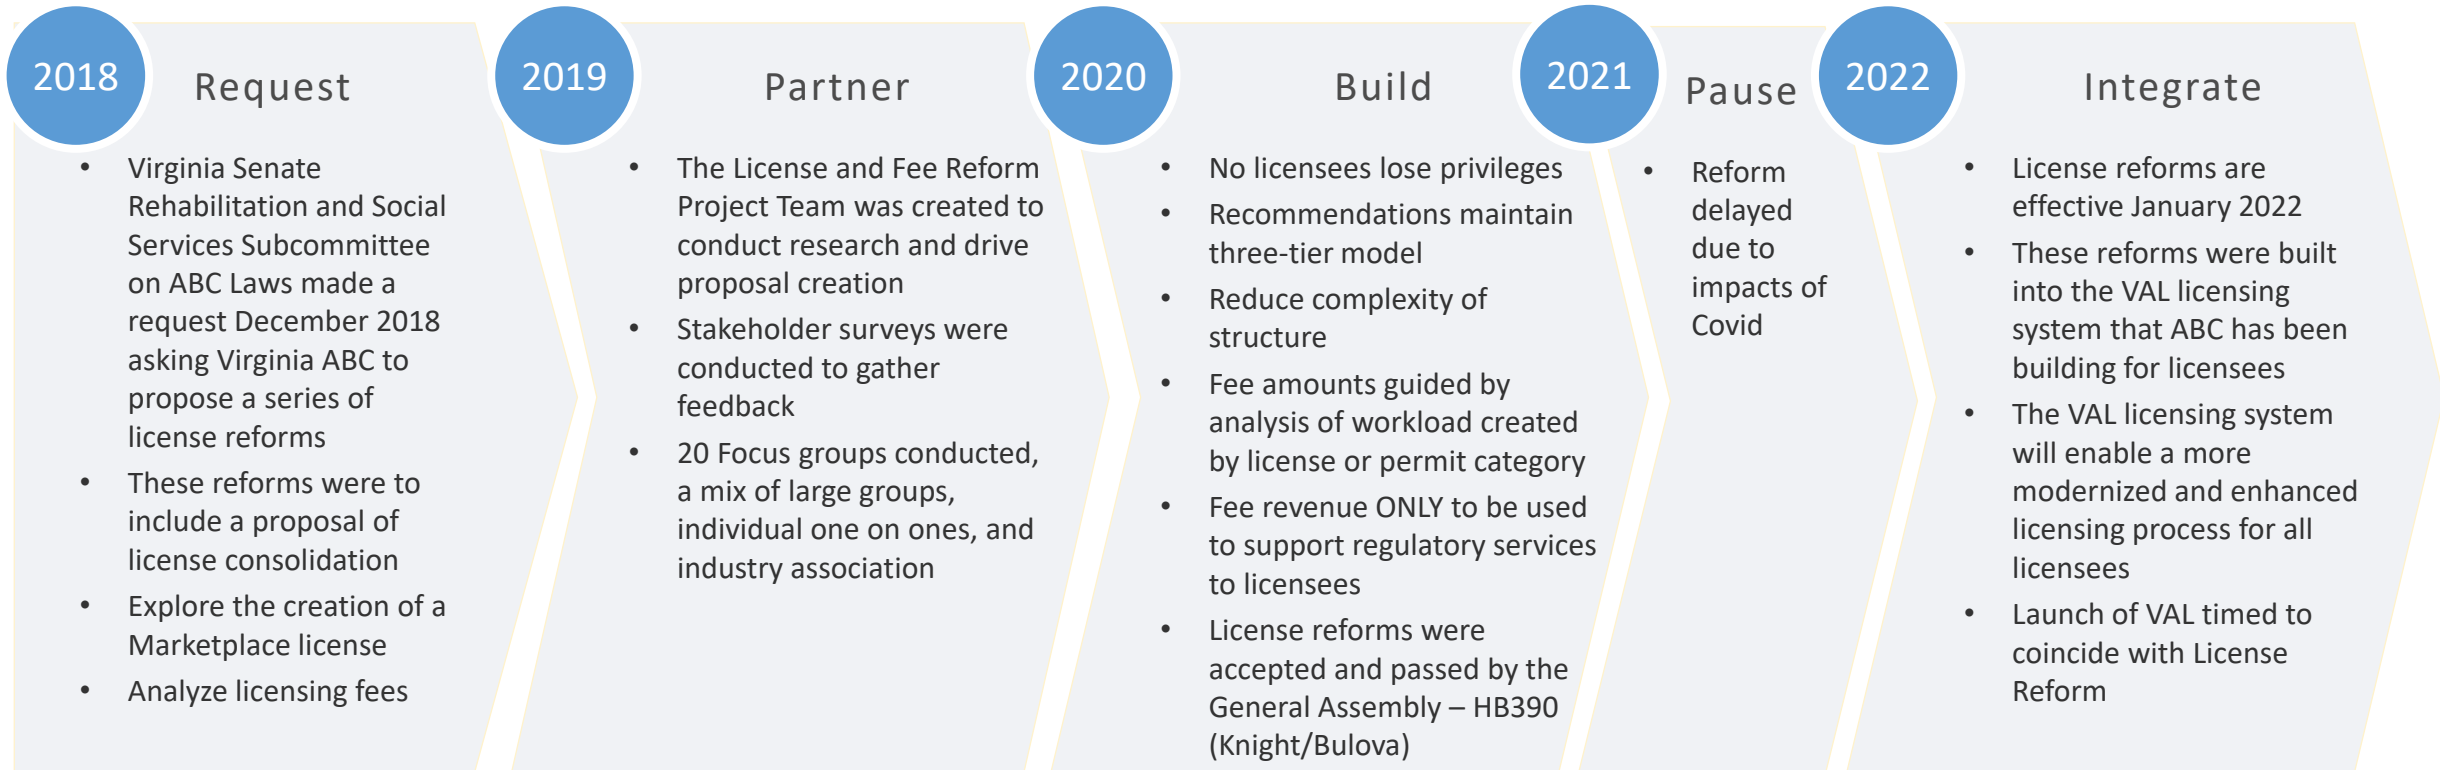 2018
Request
• Virginia Senate
Rehabilitation and Social
Services Subcommittee
on ABC Laws made a
request December 2018
asking Virginia ABC to
propose a series of
license reforms
• These reforms were to
include a proposal of
license consolidation
• Explore the creation of a
Marketplace license
• Analyze licensing fees
2019
Partner
• The License and Fee Reform
Project Team was created to
conduct research and drive
proposal creation
• Stakeholder surveys were
conducted to gather
feedback
• 20 Focus groups conducted,
a mix of large groups,
individual one on ones, and
industry association
2020
Build
• No licensees lose privileges
• Recommendations maintain
three-tier model
• Reduce complexity of
structure
• Fee amounts guided by
analysis of workload created
by license or permit category
• Fee revenue ONLY to be used
to support regulatory services
to licensees
• License reforms were
accepted and passed by the
General Assembly – HB390
(Knight/Bulova)
2021
Pause
• Reform
delayed
due to
impacts of
Covid
2022
Integrate
• License reforms are
effective January 2022
• These reforms were built
into the VAL licensing
system that ABC has been
building for licensees
• The VAL licensing system
will enable a more
modernized and enhanced
licensing process for all
licensees
• Launch of VAL timed to
coincide with License
Reform